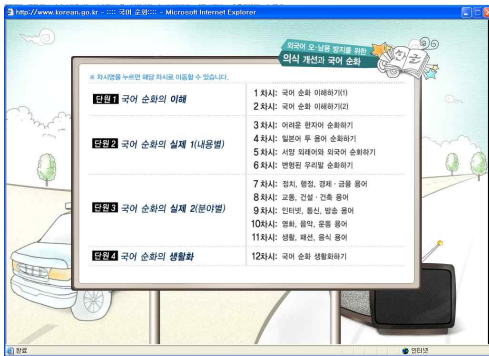 http://www.korean.go.kr - :::: 국어 순화:::: - Microsoft Internet Explorer
외국어 오·남용 방지를 위한
의식 개선과 국어 순화
한글
※ 차시명을 누르면 해당 차시로 이동할 수 있습니다.
단원 1 국어 순화의 이해
1 차시: 국어 순화 이해하기(1)
2 차시: 국어 순화 이해하기(2)
단원 2 국어 순화의 실제 1(내용별)
3 차시: 어려운 한자어 순화하기
4 차시: 일본어 투 용어 순화하기
5 차시: 서양 외래어와 외국어 순화하기
6 차시: 변형된 우리말 순화하기
단원 3 국어 순화의 실제 2(분야별)
7 차시: 정치, 행정, 경제·금융 용어
8 차시: 교통, 건설·건축 용어
9 차시: 인터넷, 통신, 방송 용어
10차시: 영화, 음악, 운동 용어
11차시: 생활, 패션, 음식 용어
단원 4 국어 순화의 생활화
12차시: 국어 순화 생활화하기
완료
인터넷